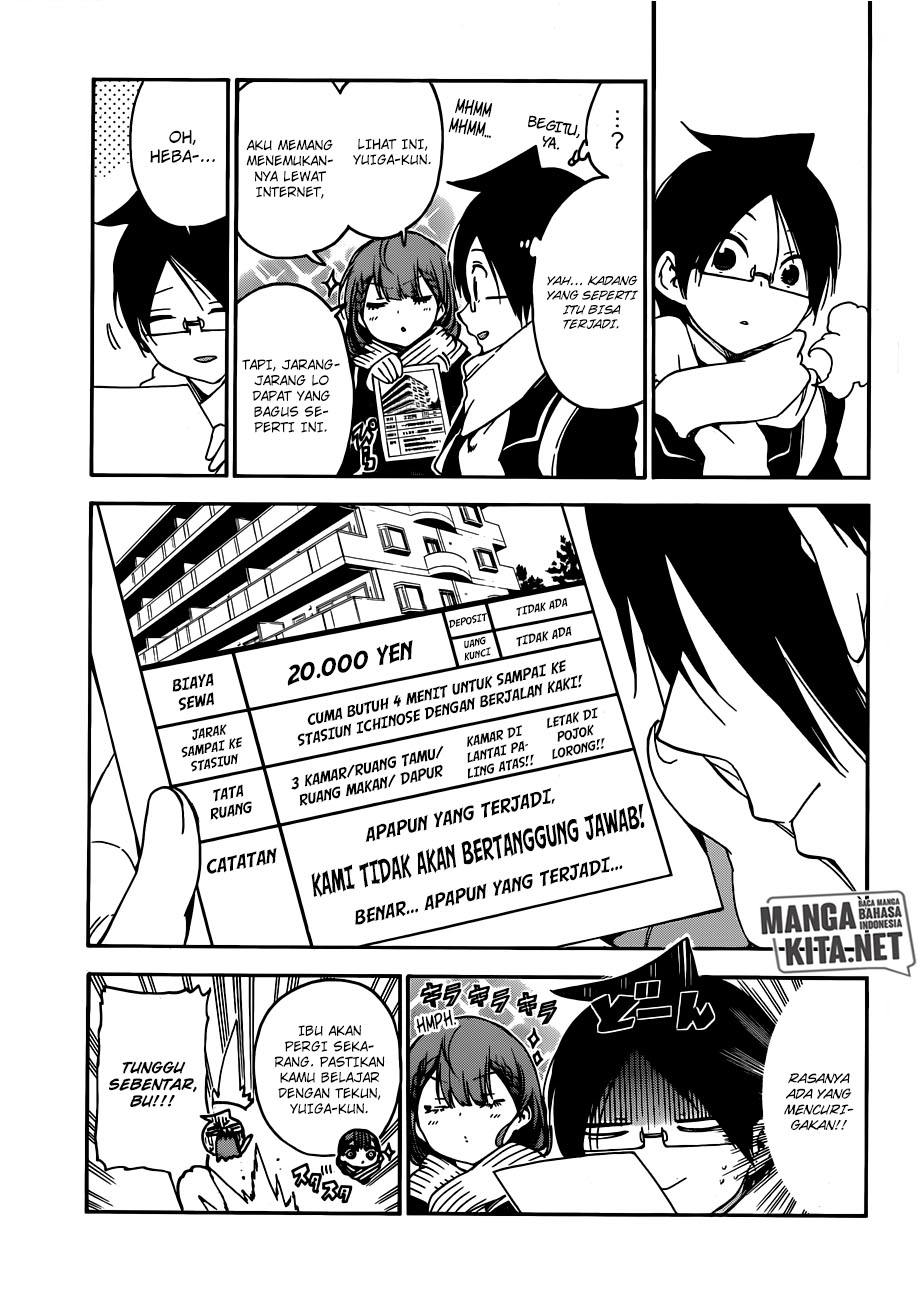 ...
?
BEGITU,
YA.
MHMM
MHMM...
YAH... KADANG
YANG SEPERTI
ITU BISA
TERJADI.
LIHAT INI,
YUIGA-KUN.
AKU MEMANG
MENEMUKAN-
NYA LEWAT
INTERNET,
TAPI, JARANG-
JARANG LO
DAPAT YANG
BAGUS SE-
PERTI INI.
OH,
HEBA-...
BIAYA
SEWA
20.000 YEN
DEPOSIT
TIDAK ADA
UANG
KUNCI
TIDAK ADA
JARAK
SAMPAI KE
STASIUN
CUMA BUTUH 4 MENIT UNTUK SAMPAI KE
STASIUN ICHINOSE DENGAN BERJALAN KAKI!
TATA
RUANG
3 KAMAR/RUANG TAMU/
RUANG MAKAN/ DAPUR
KAMAR DI
LANTAI PA-
LING ATAS!!
LETAK DI
POJOK
LORONG!!
CATATAN
APAPUN YANG TERJADI,
KAMI TIDAK AKAN BERTANGGUNG JAWAB!
BENAR... APAPUN YANG TERJADI...
MANGA
KITA.NET
BACA MANGA
BAHASA
INDONESIA
RASANYA
ADA YANG
MENCURI-
GAKAN!!
どーん
キラキラキラ
HMPH.
IBU AKAN
PERGI SEKA-
RANG. PASTIKAN
KAMU BELAJAR
DENGAN TEKUN,
YUIGA-KUN.
スタスタ
TUNGGU
SEBENTAR,
BU!!!